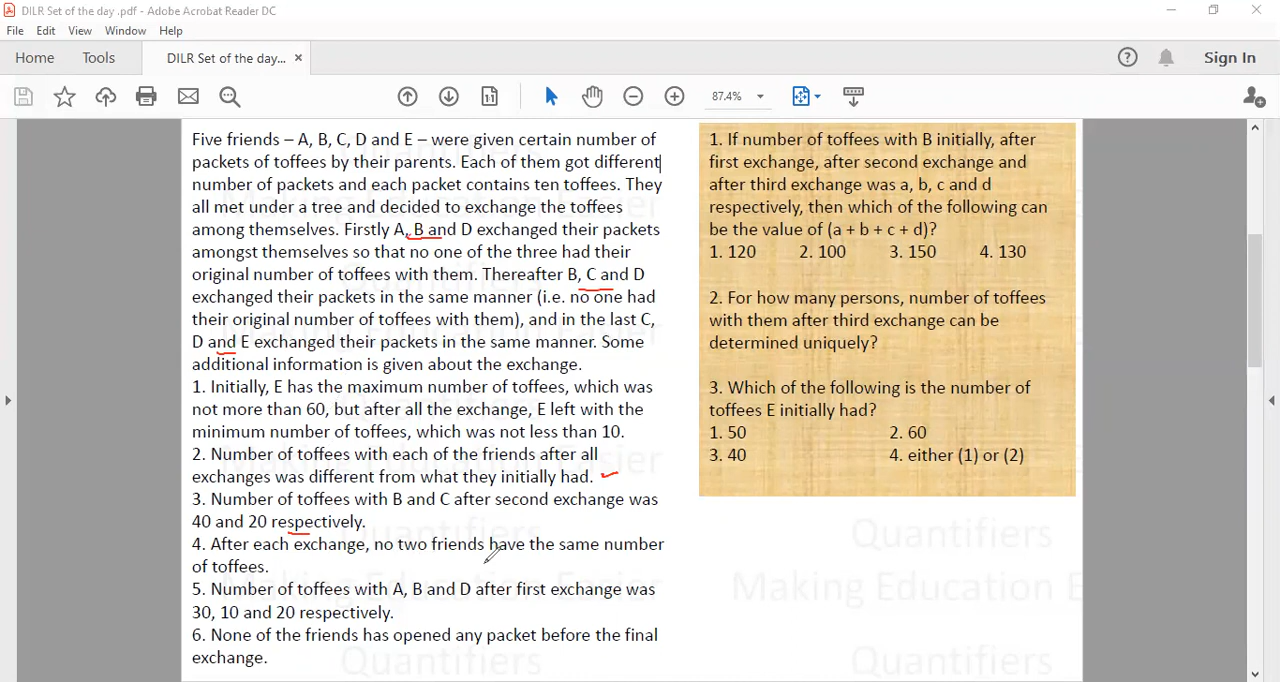 DILR Set of the day .pdf - Adobe Acrobat Reader DC
File Edit View Window Help
Home Tools DILR Set of the day... × Sign In
87.4%
Five friends – A, B, C, D and E – were given certain number of
packets of toffees by their parents. Each of them got different
number of packets and each packet contains ten toffees. They
all met under a tree and decided to exchange the toffees
among themselves. Firstly A, B and D exchanged their packets
amongst themselves so that no one of the three had their
original number of toffees with them. Thereafter B, C and D
exchanged their packets in the same manner (i.e. no one had
their original number of toffees with them), and in the last C,
D and E exchanged their packets in the same manner. Some
additional information is given about the exchange.
1. Initially, E has the maximum number of toffees, which was
not more than 60, but after all the exchange, E left with the
minimum number of toffees, which was not less than 10.
2. Number of toffees with each of the friends after all
exchanges was different from what they initially had.
3. Number of toffees with B and C after second exchange was
40 and 20 respectively.
4. After each exchange, no two friends have the same number
of toffees.
5. Number of toffees with A, B and D after first exchange was
30, 10 and 20 respectively.
6. None of the friends has opened any packet before the final
exchange.
1. If number of toffees with B initially, after
first exchange, after second exchange and
after third exchange was a, b, c and d
respectively, then which of the following can
be the value of (a + b + c + d)?
1. 120 2. 100 3. 150 4. 130
2. For how many persons, number of toffees
with them after third exchange can be
determined uniquely?
3. Which of the following is the number of
toffees E initially had?
1. 50 2. 60
3. 40 4. either (1) or (2)
Quantifiers
Making Education Easier
Quantifiers
Making Education E
Quantifiers
Quantifiers